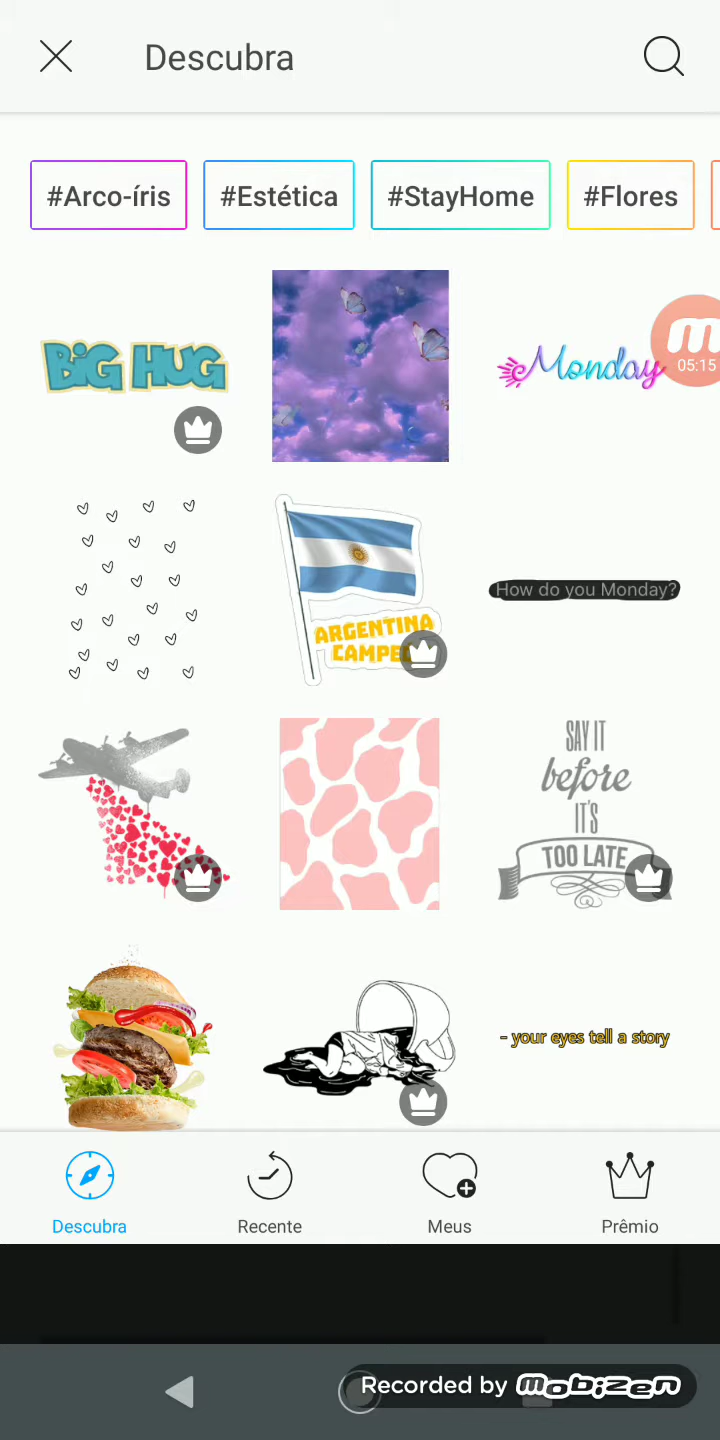 Descubra
#Arco-íris
#Estética
#StayHome
#Flores
BIG HUG
Monday
05:15
ARGENTINA
How do you Monday?
SAY IT
before
IT'S
TOO LATE
- your eyes tell a story
Descubra
Recente
Meus
Prêmio
Recorded by mobizen